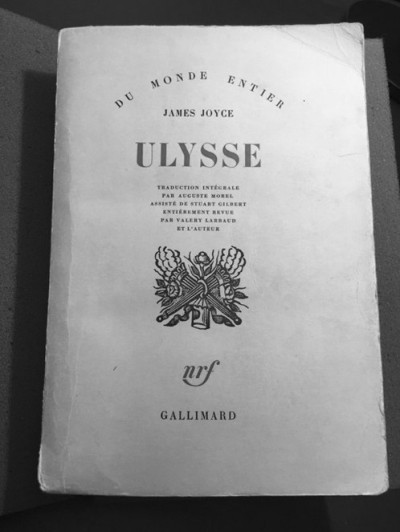 DU MONDE ENTIER
JAMES JOYCE
ULYSSE
TRADUCTION INTÉGRALE
PAR AUGUSTE MOREL
ASSISTÉ DE STUART GILBERT
ENTIÈREMENT REVUE
PAR VALERY LARBAUD
ET L'AUTEUR
nrf
GALLIMARD